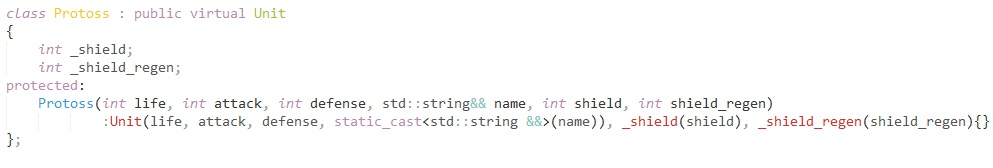 class Protoss : public virtual Unit
{
    int _shield;
    int _shield_regen;
protected:
    Protoss(int life, int attack, int defense, std::string&& name, int shield, int shield_regen)
            :Unit(life, attack, defense, static_cast<std::string &&>(name)), _shield(shield), _shield_regen(shield_regen){}
};